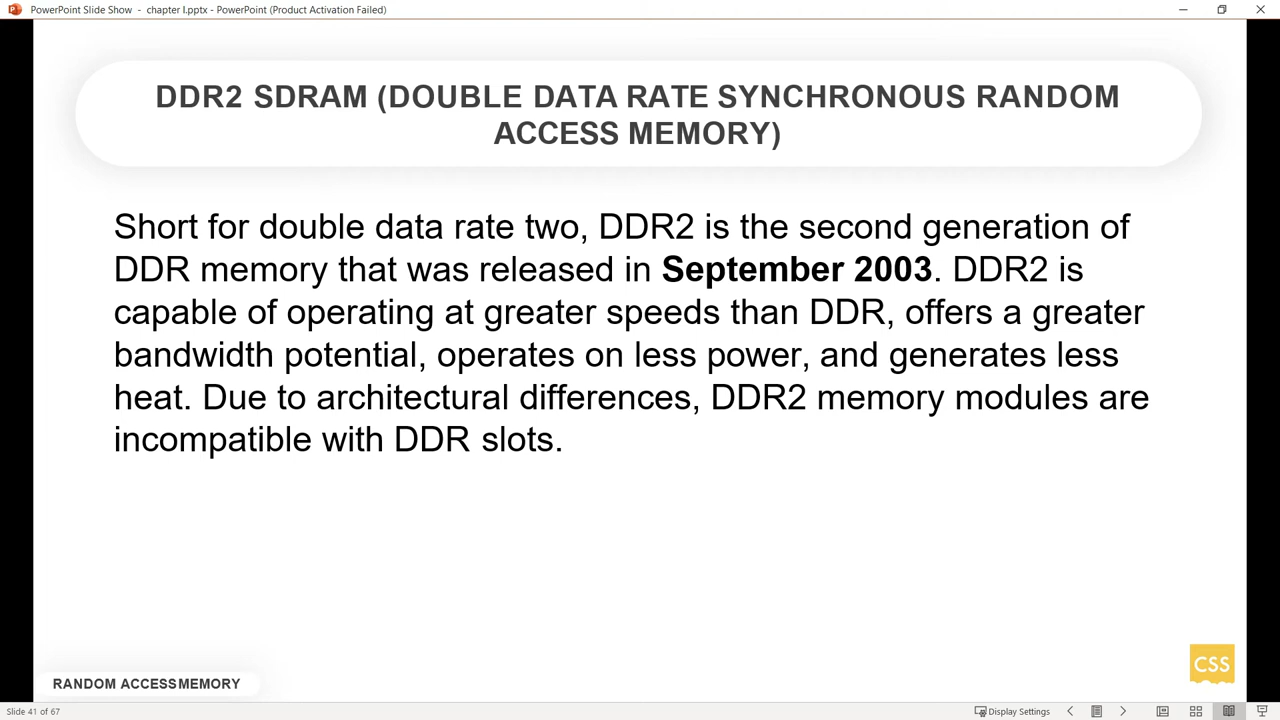 PowerPoint Slide Show - chapter I.pptx - PowerPoint (Product Activation Failed)
DDR2 SDRAM (DOUBLE DATA RATE SYNCHRONOUS RANDOM
ACCESS MEMORY)
Short for double data rate two, DDR2 is the second generation of
DDR memory that was released in September 2003. DDR2 is
capable of operating at greater speeds than DDR, offers a greater
bandwidth potential, operates on less power, and generates less
heat. Due to architectural differences, DDR2 memory modules are
incompatible with DDR slots.
CSS
RANDOM ACCESS MEMORY
Slide 41 of 67
Display Settings